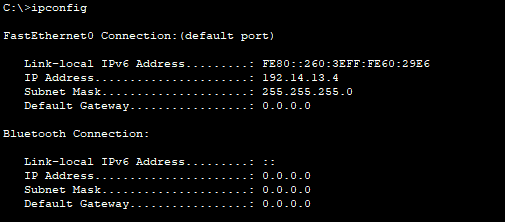 C:\>ipconfig
FastEthernet0 Connection:(default port)
Link-local IPv6 Address.........: FE80::260:3EFF:FE60:29E6
IP Address......................: 192.14.13.4
Subnet Mask.....................: 255.255.255.0
Default Gateway.................: 0.0.0.0
Bluetooth Connection:
Link-local IPv6 Address.........: ::
IP Address......................: 0.0.0.0
Subnet Mask.....................: 0.0.0.0
Default Gateway.................: 0.0.0.0